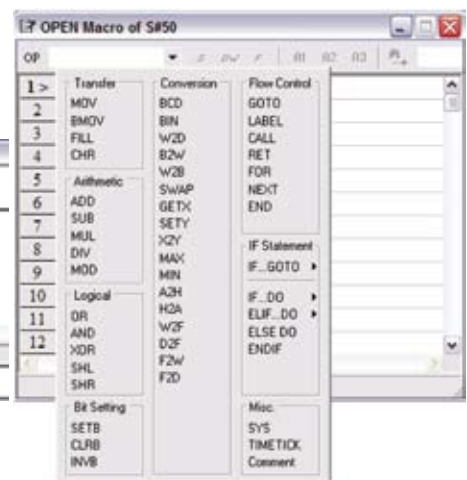 OPEN Macro of S#50
OP
1 >
2
3
4
5
6
7
8
9
10
11
12
Transfer
MOV
BMOV
FILL
CHR
Arithmetic
ADD
SUB
MUL
DIV
MOD
Logical
OR
AND
XOR
SHL
SHR
Bit Setting
SETB
CLRB
INVB
Conversion
BCD
BIN
W2D
B2W
W2B
SWAP
GETX
SETY
X2Y
MAX
MIN
A2H
H2A
W2F
D2F
F2W
F2D
Flow Control
GOTO
LABEL
CALL
RET
FOR
NEXT
END
IF Statement
IF...GOTO
IF...DO
ELIF...DO
ELSE DO
ENDIF
Misc.
SYS
TIMETICK
Comment